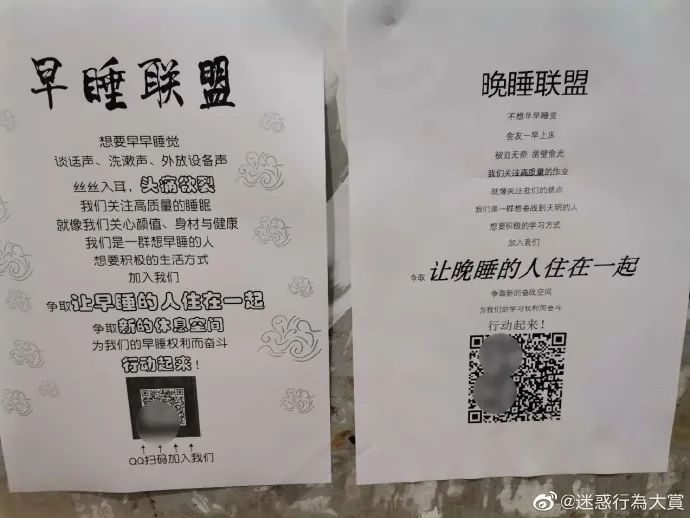 早睡联盟
想要早早睡觉
谈话声、洗漱声、外放设备声
丝丝入耳，头痛欲裂
我们关注高质量的睡眠
就像我们关心颜值、身材与健康
我们是一群想早睡的人
想要积极的生活方式
加入我们
争取让早睡的人住在一起
争取新的休息空间
为我们的早睡权利而奋斗
行动起来！
↑ ↑ ↑ ↑
QQ扫码加入我们
晚睡联盟
不想早早睡觉
舍友一早上床
被迫无奈 凿壁偷光
我们关注高质量的作业
就像关注我们的绩点
我们是一群想奋战到天明的人
想要积极的学习方式
加入我们
争取 让晚睡的人住在一起
争取新的奋战空间
为我们的学习权利而奋斗
行动起来！
@迷惑行為大賞